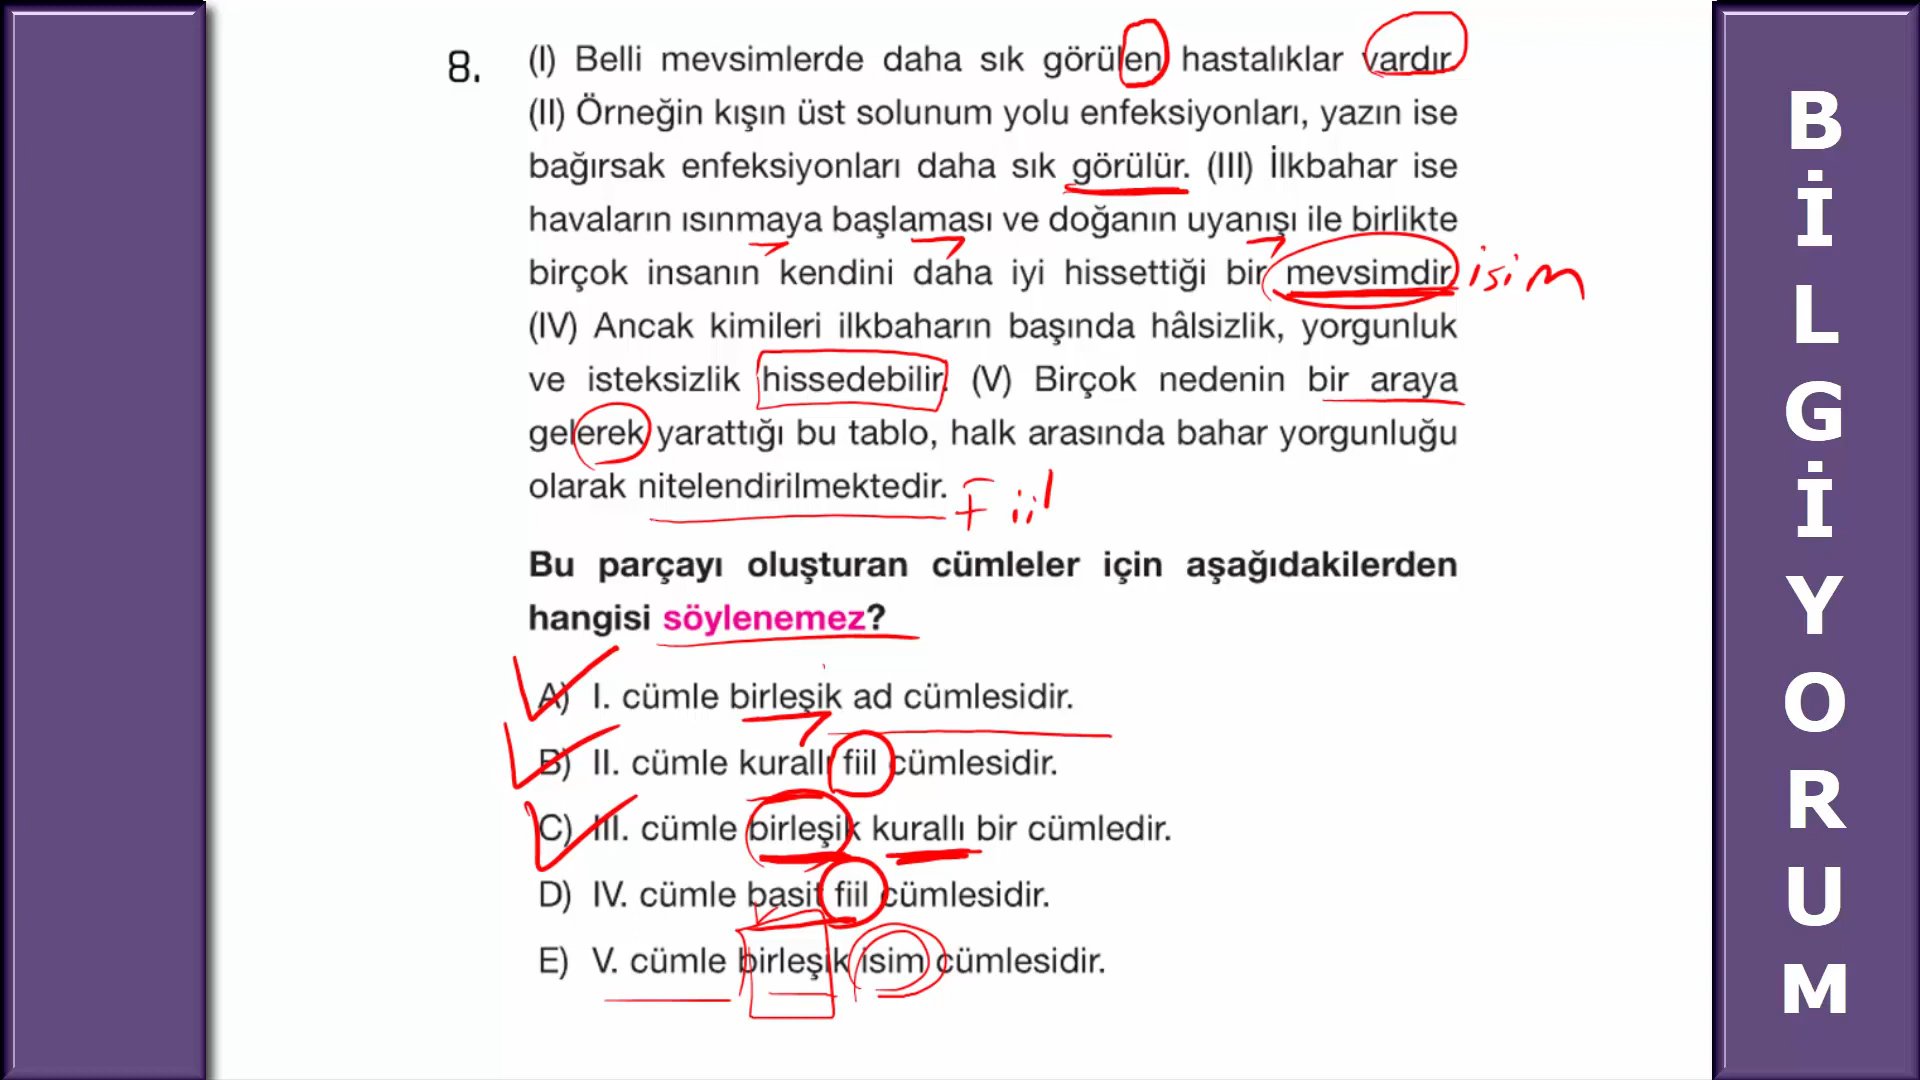 8. (I) Belli mevsimlerde daha sık görülen hastalıklar vardır.
(II) Örneğin kışın üst solunum yolu enfeksiyonları, yazın ise
bağırsak enfeksiyonları daha sık görülür. (III) İlkbahar ise
havaların ısınmaya başlaması ve doğanın uyanışı ile birlikte
birçok insanın kendini daha iyi hissettiği bir mevsimdir. isim
(IV) Ancak kimileri ilkbaharın başında hâlsizlik, yorgunluk
ve isteksizlik hissedebilir. (V) Birçok nedenin bir araya
gelerek yarattığı bu tablo, halk arasında bahar yorgunluğu
olarak nitelendirilmektedir. Fiil
Bu parçayı oluşturan cümleler için aşağıdakilerden
hangisi söylenemez?
A) I. cümle birleşik ad cümlesidir.
B) II. cümle kurallı fiil cümlesidir.
C) III. cümle birleşik kurallı bir cümledir.
D) IV. cümle basit fiil cümlesidir.
E) V. cümle birleşik isim cümlesidir.
B
İ
L
G
İ
Y
O
R
U
M